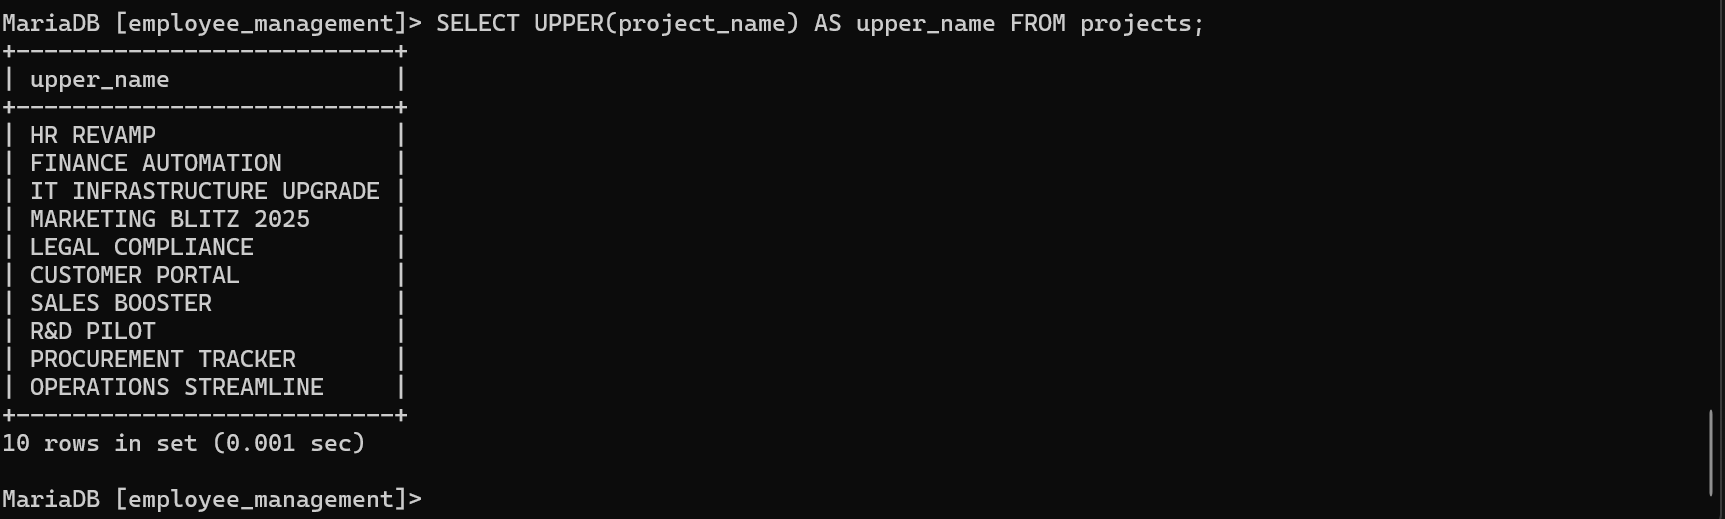 MariaDB [employee_management]> SELECT UPPER(project_name) AS upper_name FROM projects;
+---------------------------+
| upper_name                |
+---------------------------+
| HR REVAMP                 |
| FINANCE AUTOMATION        |
| IT INFRASTRUCTURE UPGRADE |
| MARKETING BLITZ 2025      |
| LEGAL COMPLIANCE          |
| CUSTOMER PORTAL           |
| SALES BOOSTER             |
| R&D PILOT                 |
| PROCUREMENT TRACKER       |
| OPERATIONS STREAMLINE     |
+---------------------------+
10 rows in set (0.001 sec)

MariaDB [employee_management]>